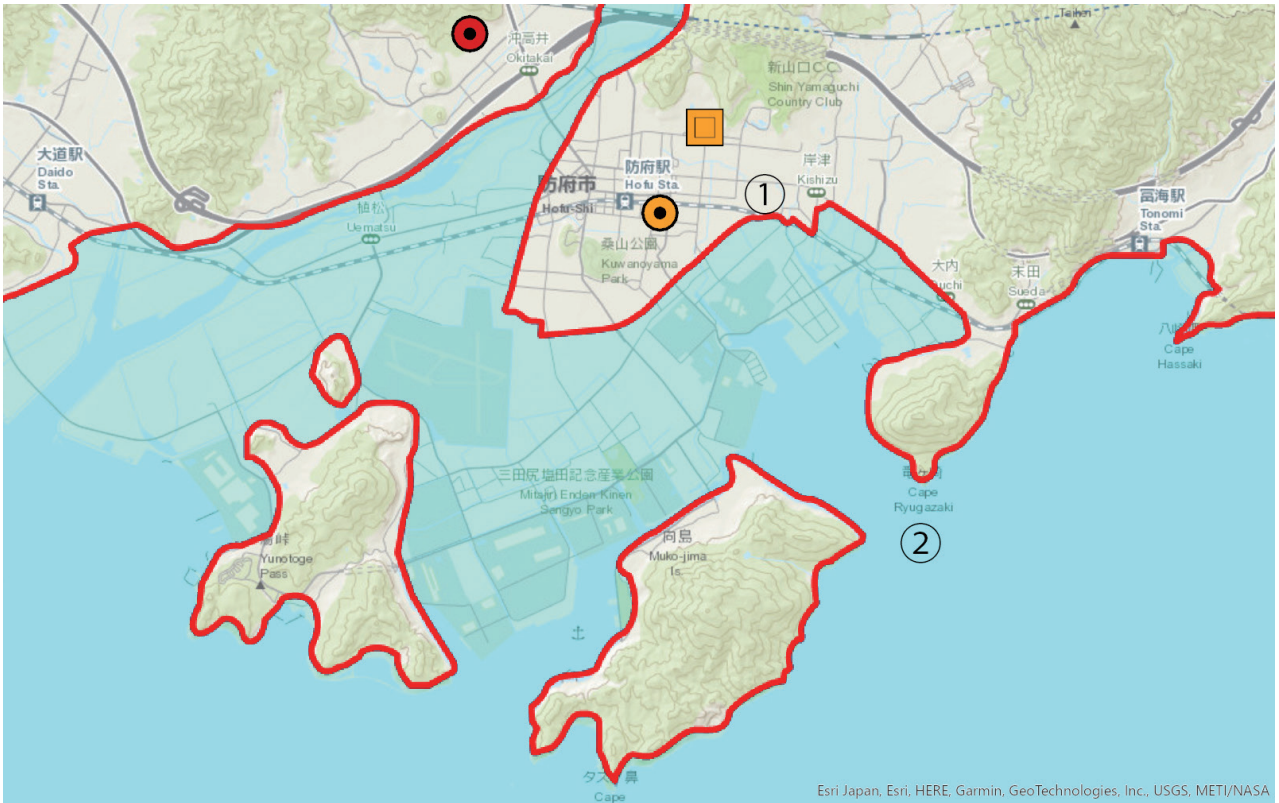 沖高井
Okitakai
新山口CC
Shin Yamaguchi
Country Club
大道駅
Daido
Sta.
防府駅
Hofu Sta.
防府市
Hofu-Shi
岸津
Kishizu
①
植松
Uematsu
桑山公園
Kuwanoyama
Park
富海駅
Tonomi
Sta.
大内
末田
Sueda
Cape
Hassaki
三田尻塩田記念産業公園
Mitajiri Enden Kinen
Sangyo Park
Cape
Ryugazaki
②
向島
Muko-jima
Is.
峠
Yunotoge
Pass
鼻
Cape
Esri Japan, Esri, HERE, Garmin, GeoTechnologies, Inc., USGS, METI/NASA